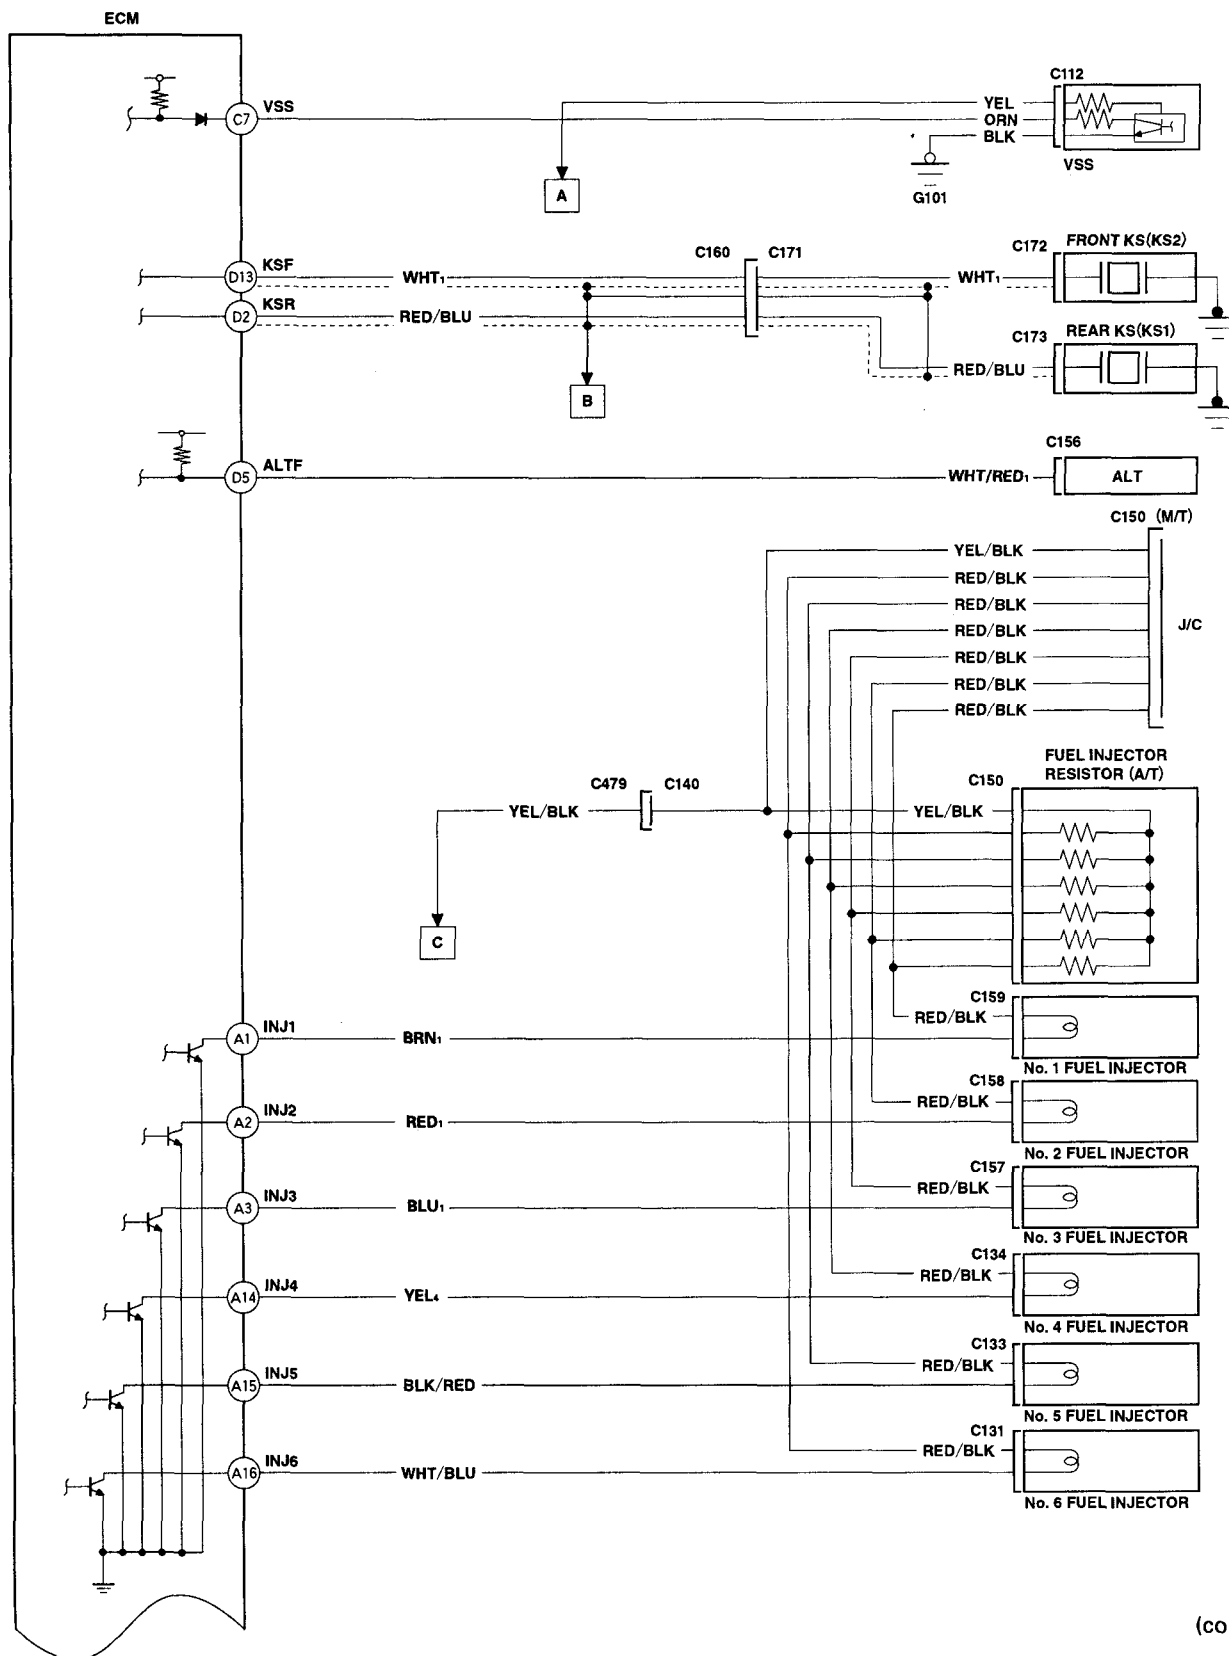 ECM
C112
VSS
C7
YEL
ORN
BLK
VSS
A
G101
C160
C171
C172
FRONT KS(KS2)
KSF
D13
WHT1
WHT1
KSR
D2
RED/BLU
C173
REAR KS(KS1)
RED/BLU
B
C156
ALTF
D5
WHT/RED1
ALT
C150 (M/T)
YEL/BLK
RED/BLK
RED/BLK
RED/BLK
J/C
RED/BLK
RED/BLK
RED/BLK
FUEL INJECTOR
RESISTOR (A/T)
C479
C140
C150
YEL/BLK
YEL/BLK
C
C159
RED/BLK
INJ1
A1
BRN1
No. 1 FUEL INJECTOR
C158
RED/BLK
INJ2
A2
RED1
No. 2 FUEL INJECTOR
C157
RED/BLK
INJ3
A3
BLU1
No. 3 FUEL INJECTOR
C134
RED/BLK
INJ4
A14
YEL4
No. 4 FUEL INJECTOR
C133
RED/BLK
INJ5
A15
BLK/RED
No. 5 FUEL INJECTOR
C131
RED/BLK
INJ6
A16
WHT/BLU
No. 6 FUEL INJECTOR
(CO